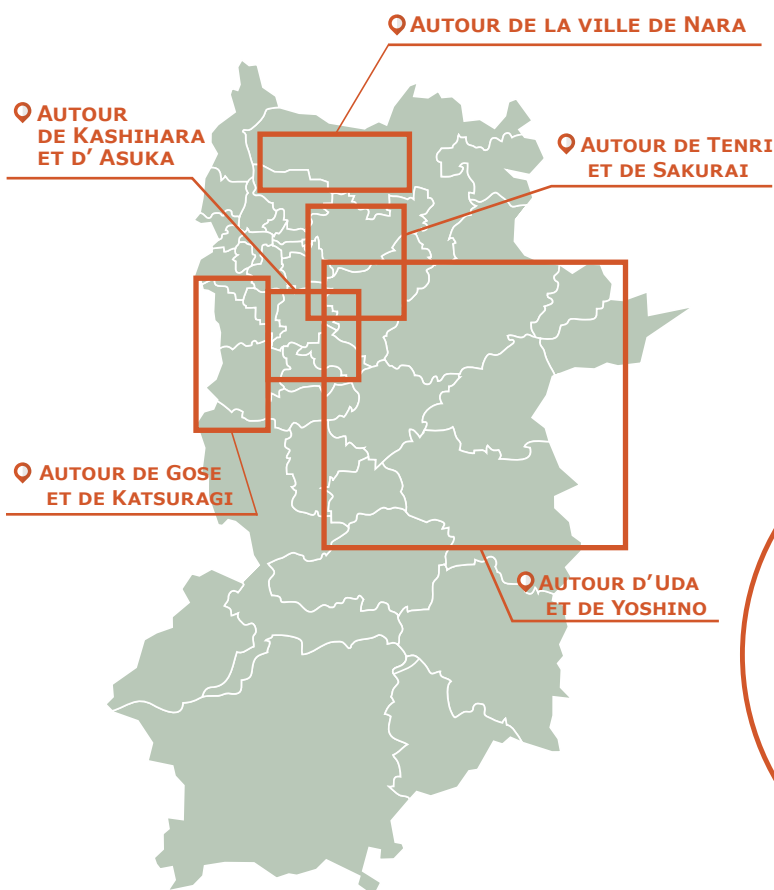 AUTOUR DE LA VILLE DE NARA
AUTOUR
DE KASHIHARA
ET D' ASUKA
AUTOUR DE TENRI
ET DE SAKURAI
AUTOUR DE GOSE
ET DE KATSURAGI
AUTOUR D'UDA
ET DE YOSHINO